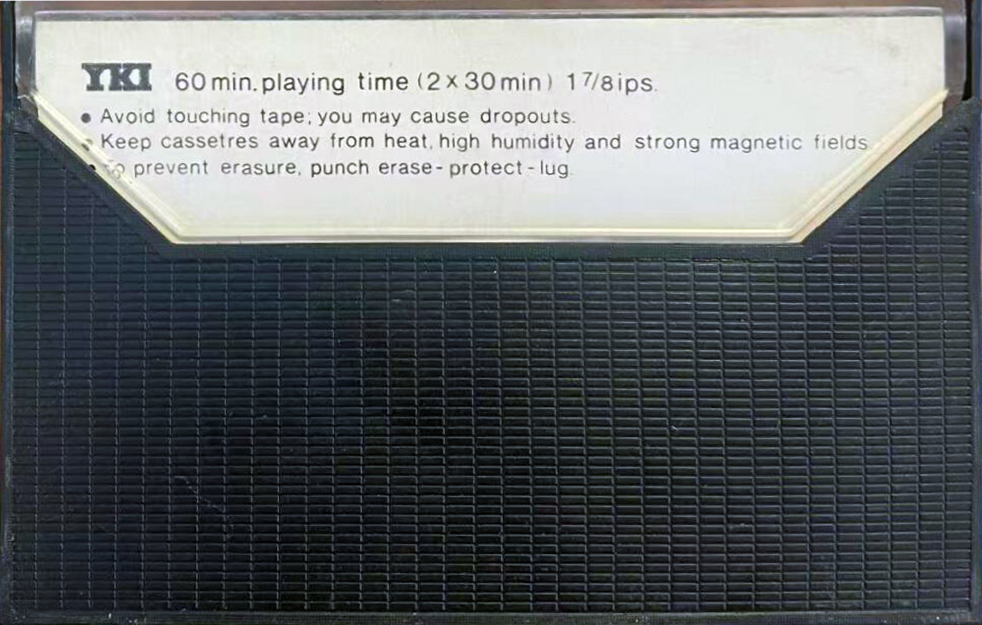 YKI 60 min. playing time (2 x 30 min) 1 7/8 ips.
• Avoid touching tape; you may cause dropouts.
• Keep cassetres away from heat, high humidity and strong magnetic fields
• To prevent erasure, punch erase-protect-lug.